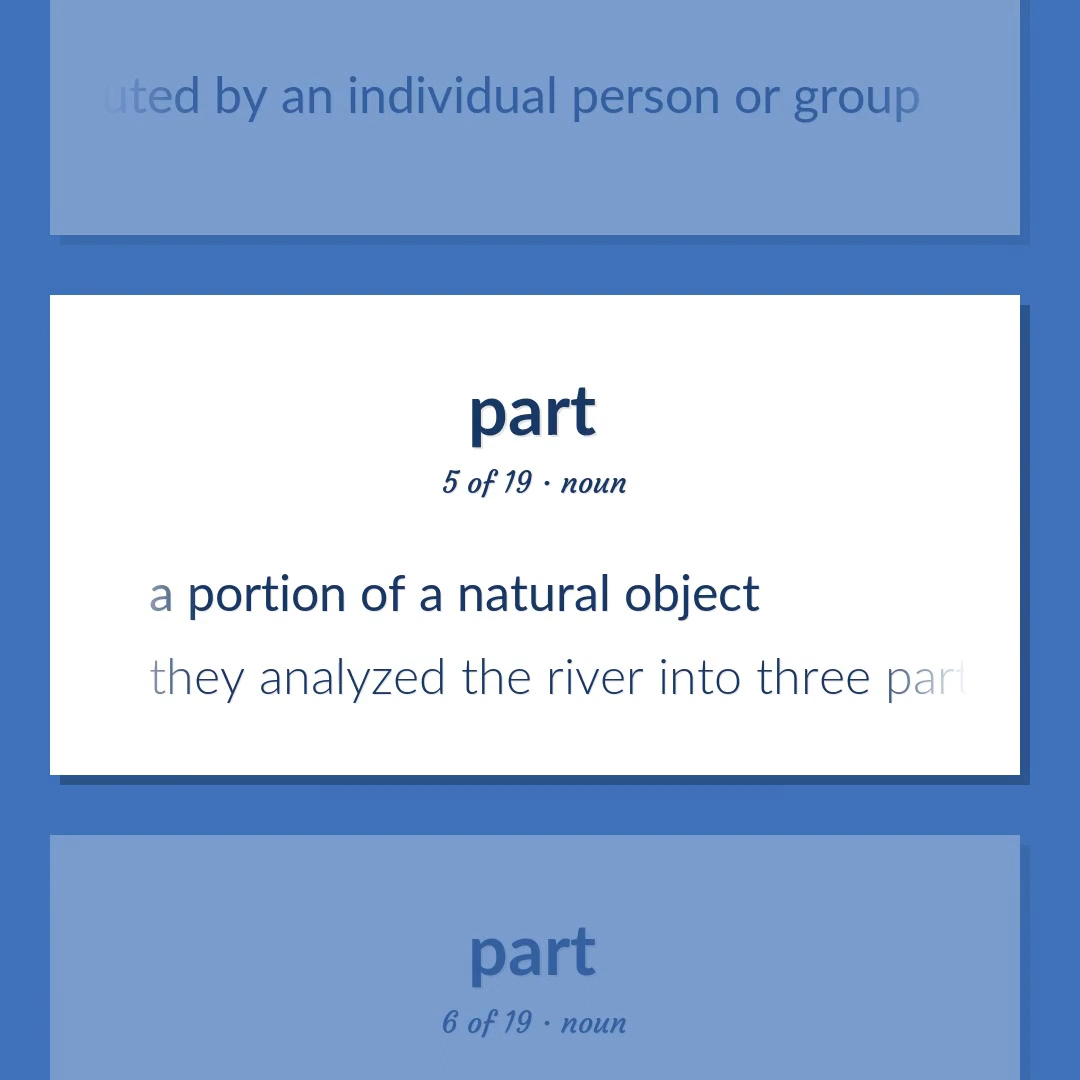 uted by an individual person or group
part
5 of 19 · noun
a portion of a natural object
they analyzed the river into three part
part
6 of 19 · noun